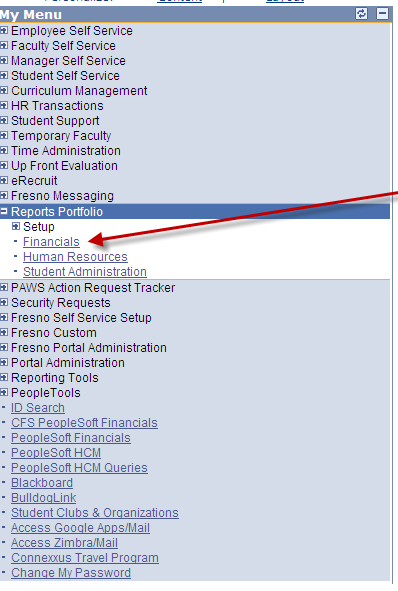 My Menu
Employee Self Service
Faculty Self Service
Manager Self Service
Student Self Service
Curriculum Management
HR Transactions
Student Support
Temporary Faculty
Time Administration
Up Front Evaluation
eRecruit
Fresno Messaging
Reports Portfolio
Setup
Financials
Human Resources
Student Administration
PAWS Action Request Tracker
Security Requests
Fresno Self Service Setup
Fresno Custom
Fresno Portal Administration
Portal Administration
Reporting Tools
PeopleTools
ID Search
CFS PeopleSoft Financials
PeopleSoft Financials
PeopleSoft HCM
PeopleSoft HCM Queries
Blackboard
BulldogLink
Student Clubs & Organizations
Access Google Apps/Mail
Access Zimbra/Mail
Connexxus Travel Program
Change My Password